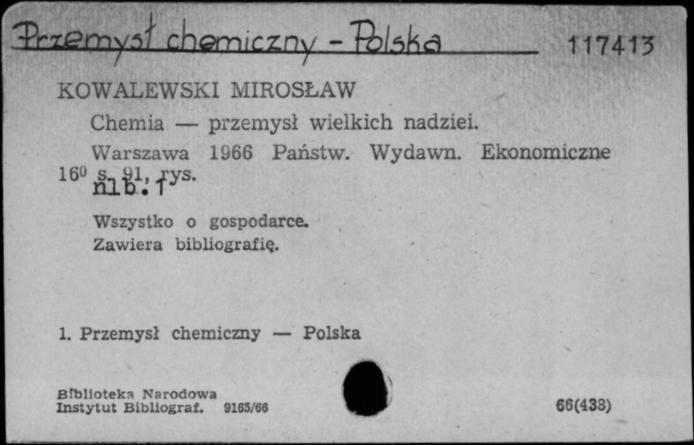 Przemysł chemiczny – Polska 117413
KOWALEWSKI MIROSŁAW
Chemia — przemysł wielkich nadziei.
Warszawa 1966 Państw. Wydawn. Ekonomiczne
16⁰ s. 91, rys.
nlb. 1
Wszystko o gospodarce.
Zawiera bibliografię.
1. Przemysł chemiczny — Polska
Biblioteka Narodowa
Instytut Bibliograf. 9165/66 66(438)